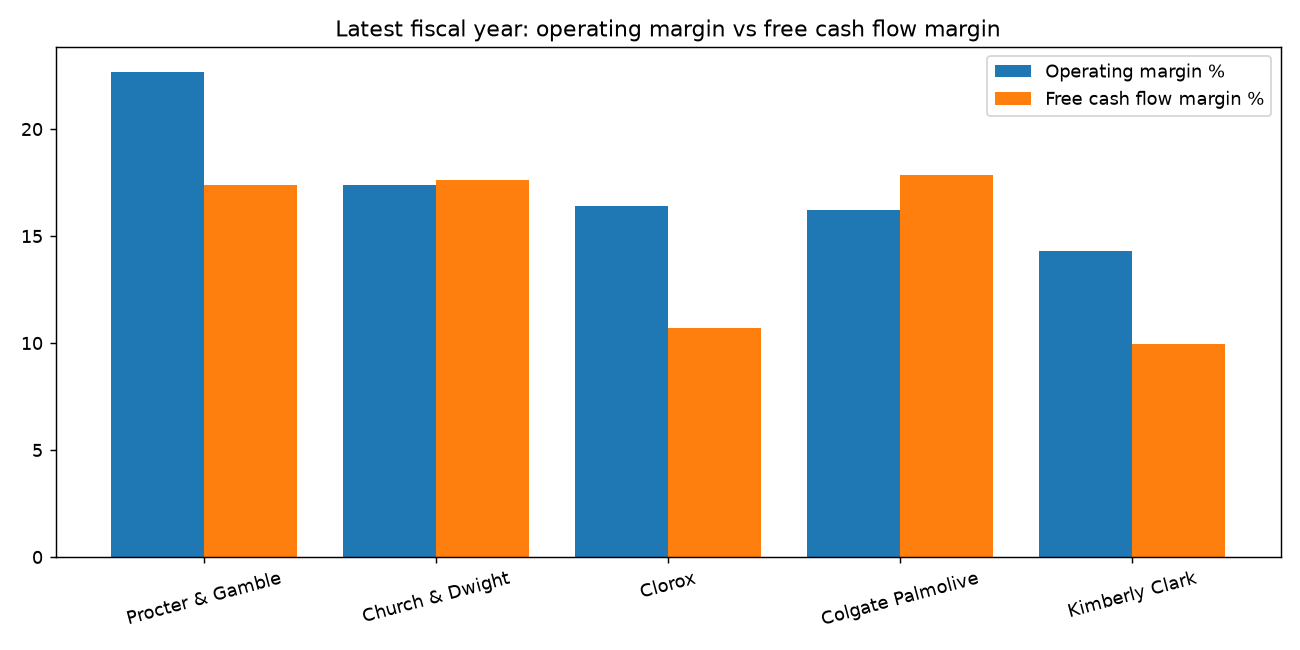 Latest fiscal year: operating margin vs free cash flow margin
Operating margin %
Free cash flow margin %
20
15
10
5
0
Procter & Gamble
Church & Dwight
Clorox
Colgate Palmolive
Kimberly Clark